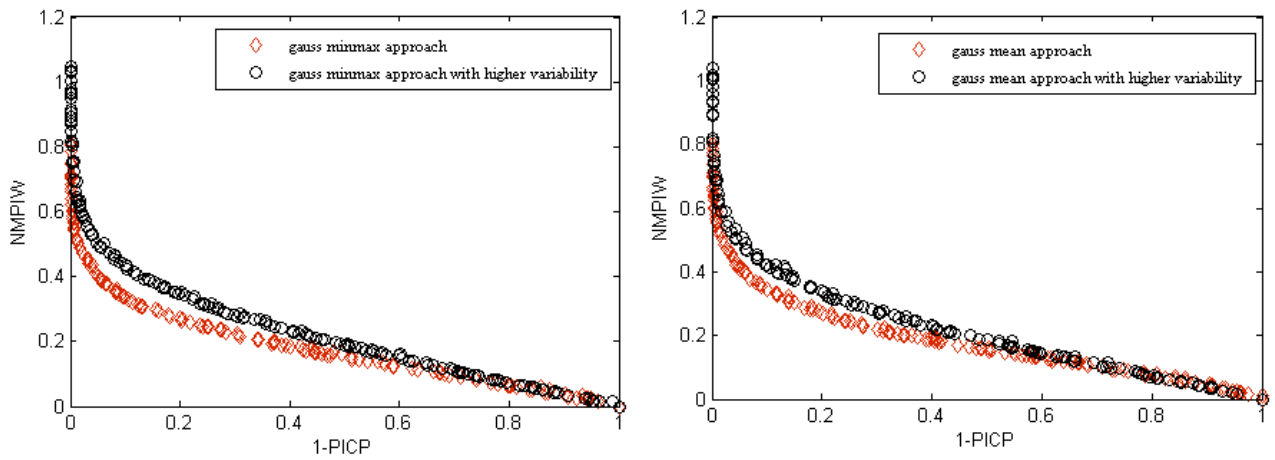 1.2
1
0.8
0.6
0.4
0.2
0
NMPIW
gauss minmax approach
gauss minmax approach with higher variability
0 0.2 0.4 0.6 0.8 1
1-PICP
1.2
1
0.8
0.6
0.4
0.2
0
NMPIW
gauss mean approach
gauss mean approach with higher variability
0 0.2 0.4 0.6 0.8 1
1-PICP